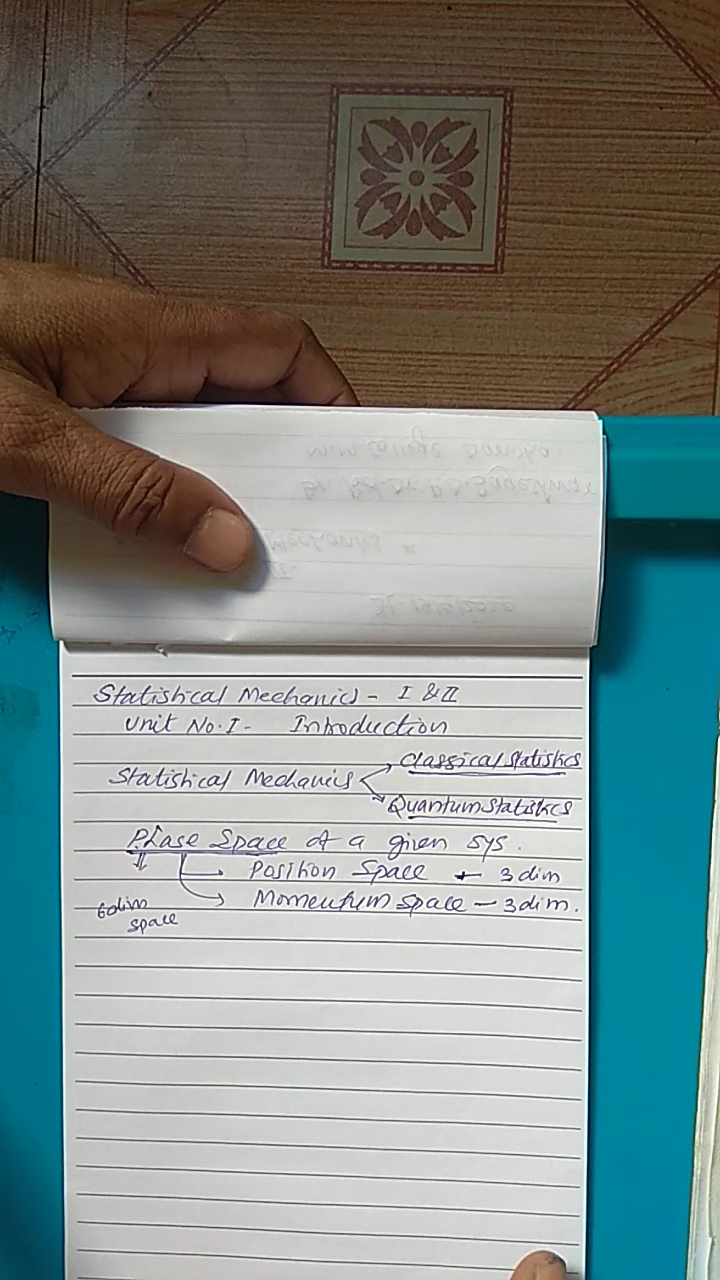 Statistical Mechanics - I & II
Unit No. I - Introduction
Statistical Mechanics
Classical Statistics
Quantum Statistics
Phase Space of a given sys.
Position Space - 3 dim
Momentum space - 3 dim.
6 dim
space